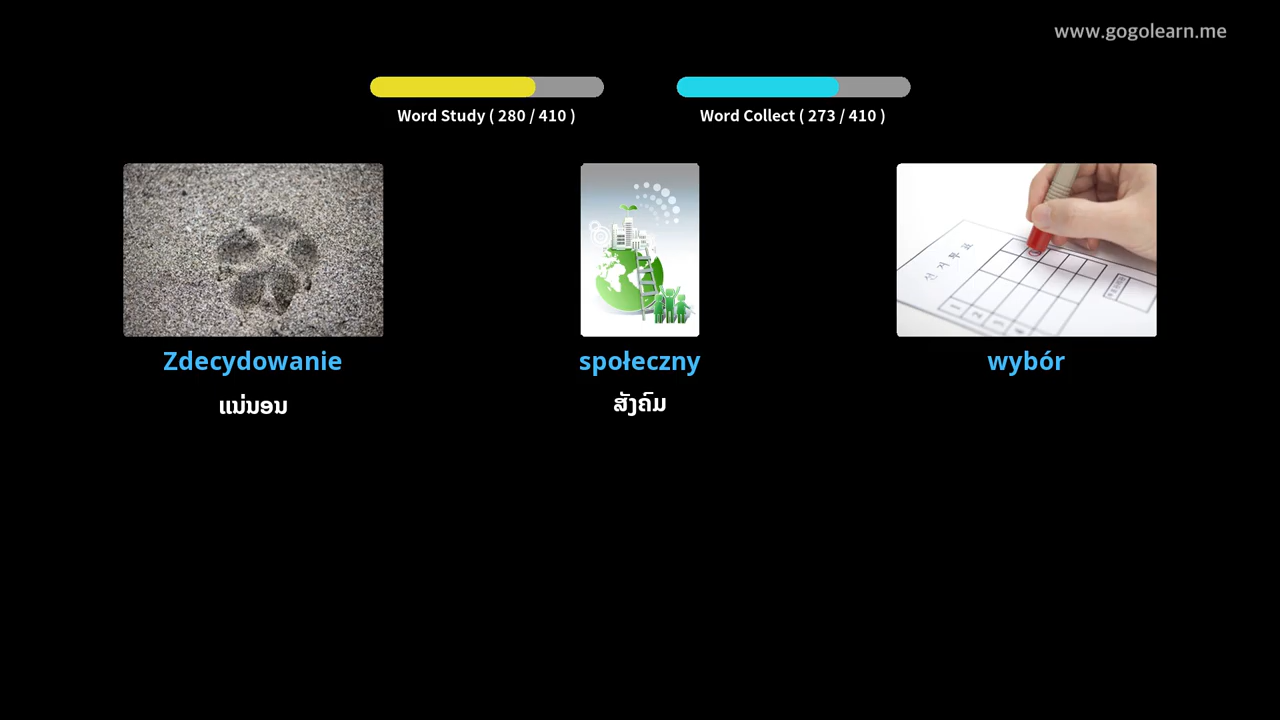 www.gogolearn.me
Word Study ( 280 / 410 )
Word Collect ( 273 / 410 )
Zdecydowanie
ແນ່ນອນ
społeczny
ສັງຄົມ
wybór